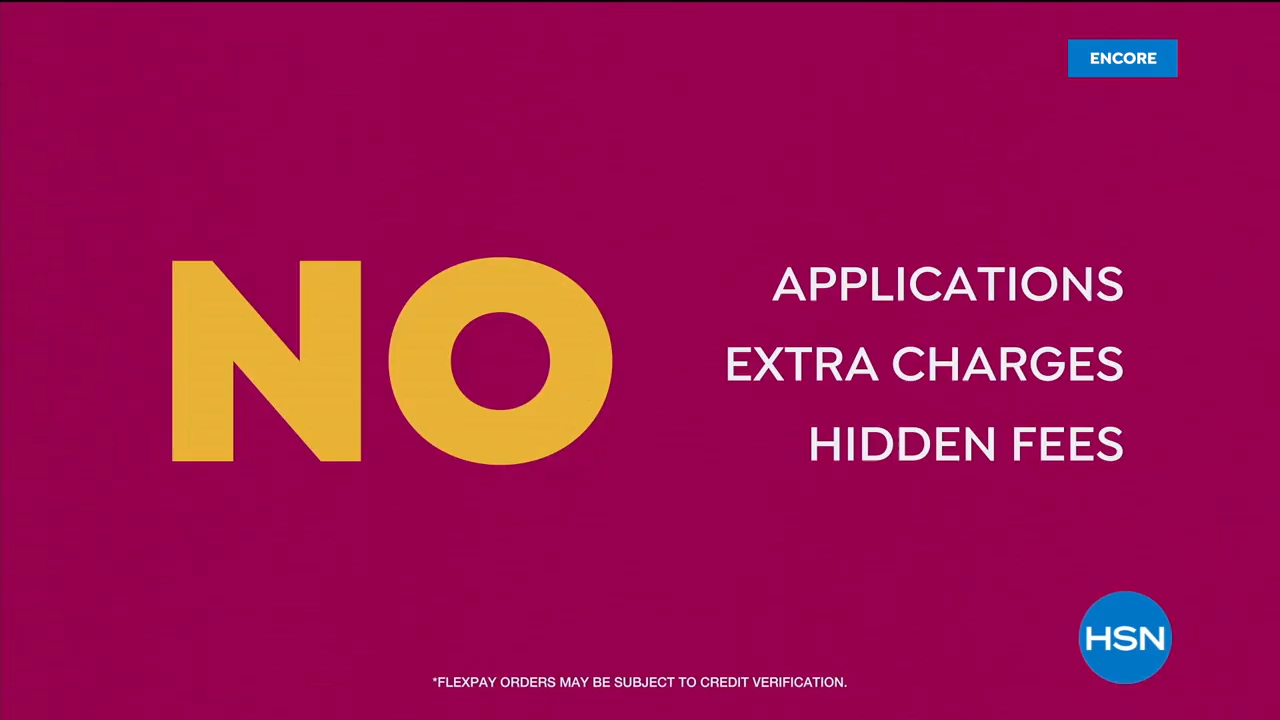 ENCORE
NO
APPLICATIONS
EXTRA CHARGES
HIDDEN FEES
HSN
*FLEXPAY ORDERS MAY BE SUBJECT TO CREDIT VERIFICATION.